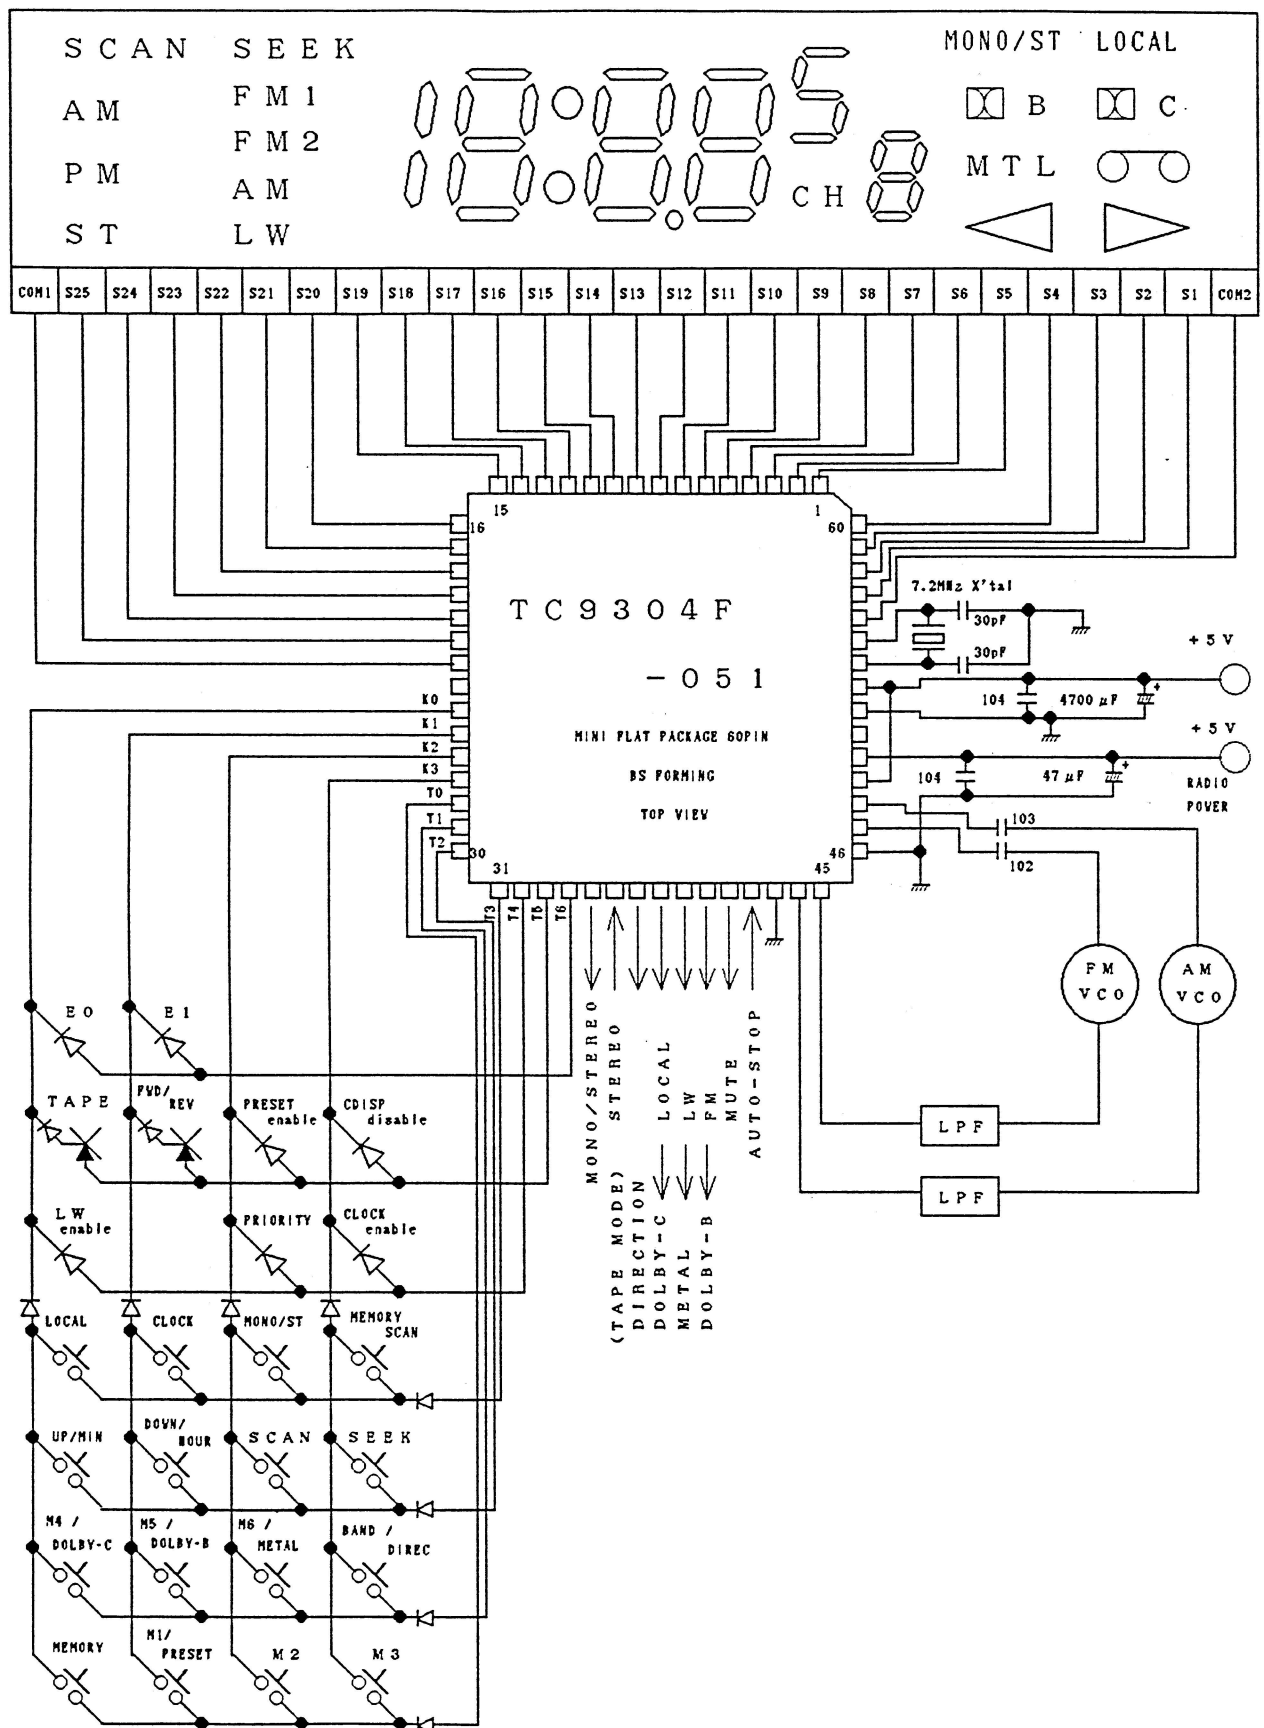 SCAN SEEK
MONO/ST LOCAL
AM
FM1
FM2
B
C
PM
AM
CH
MTL
ST
LW
COM1 S25 S24 S23 S22 S21 S20 S19 S18 S17 S16 S15 S14 S13 S12 S11 S10 S9 S8 S7 S6 S5 S4 S3 S2 S1 COM2
15
1
16
60
TC9304F
-051
MINI FLAT PACKAGE 60PIN
BS FORMING
TOP VIEW
7.2MHz X'tal
30pF
30pF
+5V
104
4700μF
+
+5V
104
47μF
+
RADIO
POWER
K0
K1
K2
K3
T0
T1
T2
30
31
45
46
103
102
T3
T4
T5
T6
FM
VCO
AM
VCO
LPF
LPF
MONO/STEREO
STEREO
LOCAL
LW
FM
MUTE
AUTO-STOP
(TAPE MODE)
DIRECTION
DOLBY-C
METAL
DOLBY-B
E0
E1
TAPE
FWD/
REV
PRESET
enable
CDISP
disable
LW
enable
PRIORITY
CLOCK
enable
LOCAL
CLOCK
MONO/ST
MEMORY
SCAN
UP/MIN
DOWN/
HOUR
SCAN
SEEK
M4/
DOLBY-C
M5/
DOLBY-B
M6/
METAL
BAND/
DIREC
MEMORY
M1/
PRESET
M2
M3